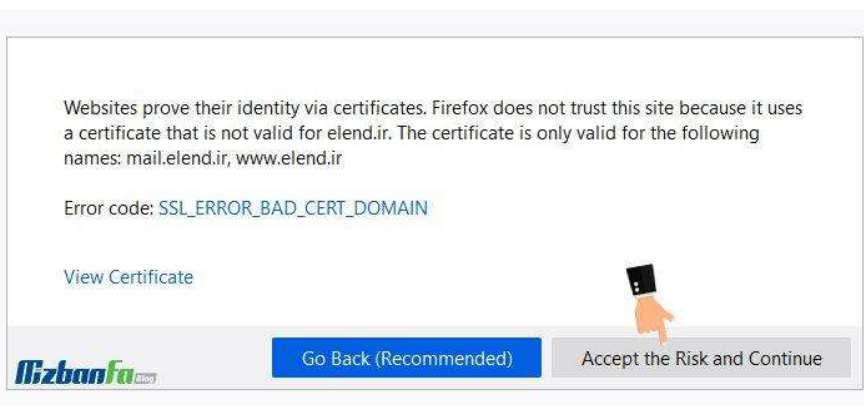 Websites prove their identity via certificates. Firefox does not trust this site because it uses
a certificate that is not valid for elend.ir. The certificate is only valid for the following
names: mail.elend.ir, www.elend.ir
Error code: SSL_ERROR_BAD_CERT_DOMAIN
View Certificate
Go Back (Recommended)
Accept the Risk and Continue
Mizbanfa Blog